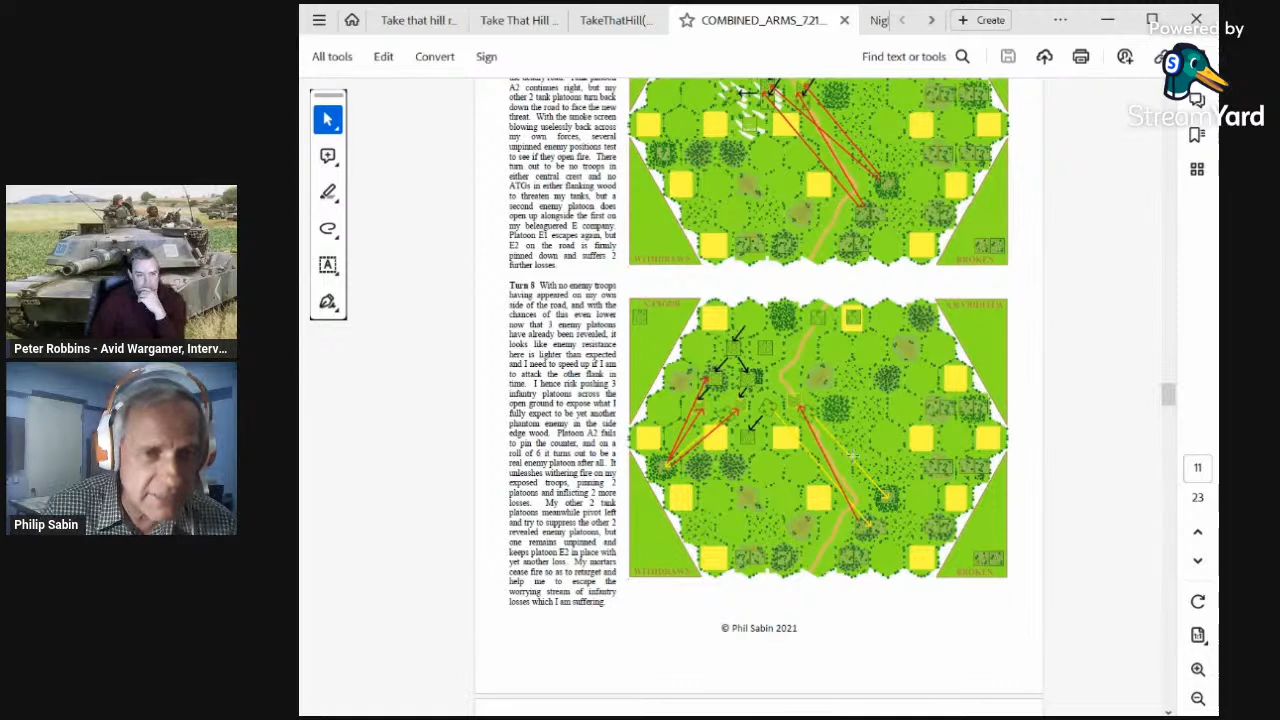 Take that hill r...
Take That Hill ...
TakeThatHill(...
COMBINED_ARMS_7.21...
Nig
Create
Powered by
StreamYard
All tools
Edit
Convert
Sign
Find text or tools
A2 continues right, but my
other 2 tank platoons turn back
down the road to face the new
threat. With the smoke screen
blowing uselessly back across
my own forces, several
unpinned enemy positions test
to see if they open fire. There
turn out to be no troops in
either central crest and no
ATGs in either flanking wood
to threaten my tanks, but a
second enemy platoon does
open up alongside the first on
my beleaguered E company.
Platoon E1 escapes again, but
E2 on the road is firmly
pinned down and suffers 2
further losses.
WITHDRAWN
BROKEN
Turn 8 With no enemy troops
having appeared on my own
side of the road, and with the
chances of this even lower
now that 3 enemy platoons
have already been revealed, it
looks like enemy resistance
here is lighter than expected
and I need to speed up if I am
to attack the other flank in
time. I hence risk pushing 3
infantry platoons across the
open ground to expose what I
fully expect to be yet another
phantom enemy in the side
edge wood. Platoon A2 fails
to pin the counter, and on a
roll of 6 it turns out to be a
real enemy platoon after all. It
unleashes withering fire on my
exposed troops, pinning 2
platoons and inflicting 2 more
losses. My other 2 tank
platoons meanwhile pivot left
and try to suppress the other 2
revealed enemy platoons, but
one remains unpinned and
keeps platoon E2 in place with
yet another loss. My mortars
cease fire so as to retarget and
help me to escape the
worrying stream of infantry
losses which I am suffering.
WITHDRAWN
BROKEN
© Phil Sabin 2021
11
23
Peter Robbins - Avid Wargamer, Interv...
Philip Sabin